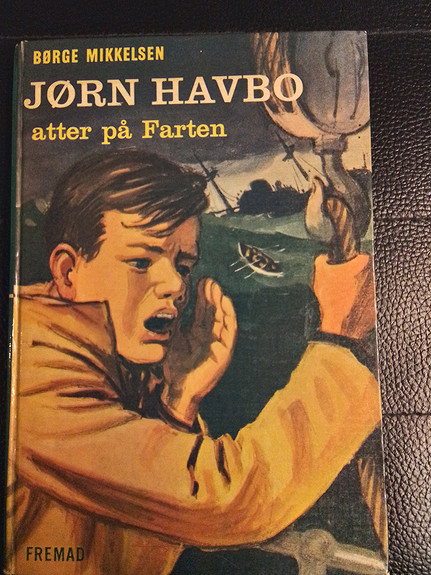 BØRGE MIKKELSEN
JØRN HAVBO
atter på Farten
FREMAD